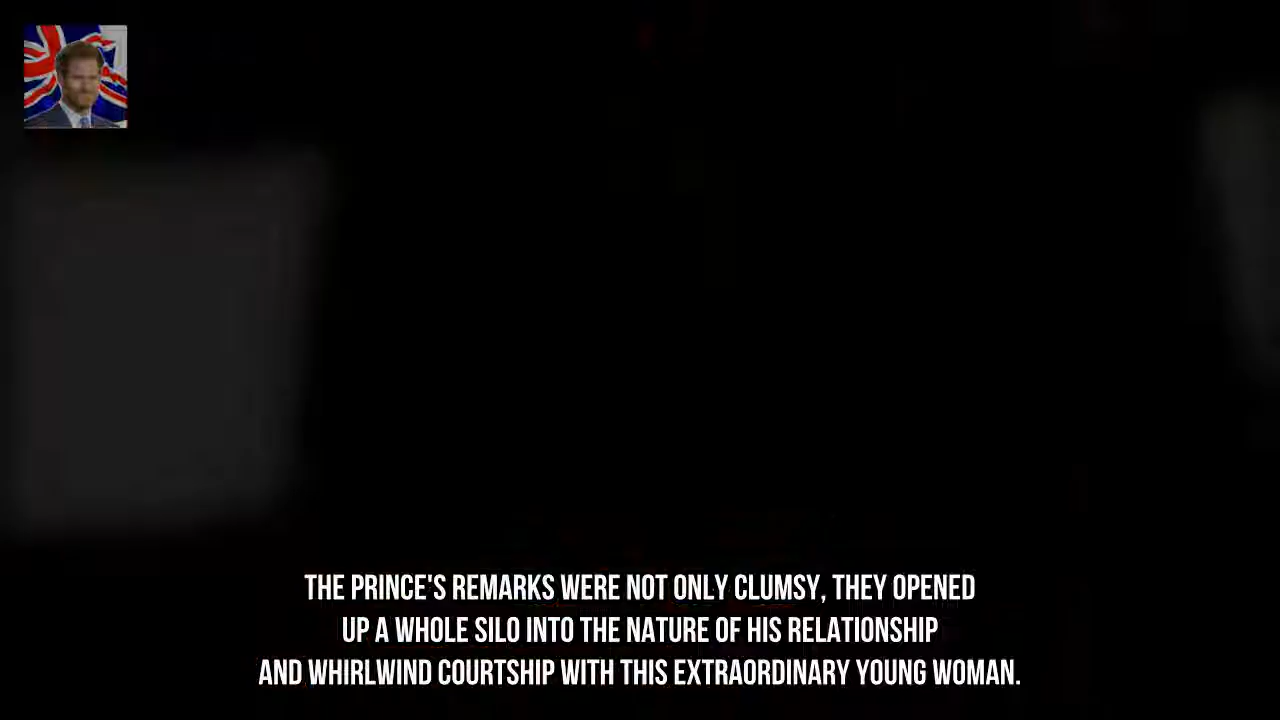 THE PRINCE'S REMARKS WERE NOT ONLY CLUMSY, THEY OPENED
UP A WHOLE SILO INTO THE NATURE OF HIS RELATIONSHIP
AND WHIRLWIND COURTSHIP WITH THIS EXTRAORDINARY YOUNG WOMAN.